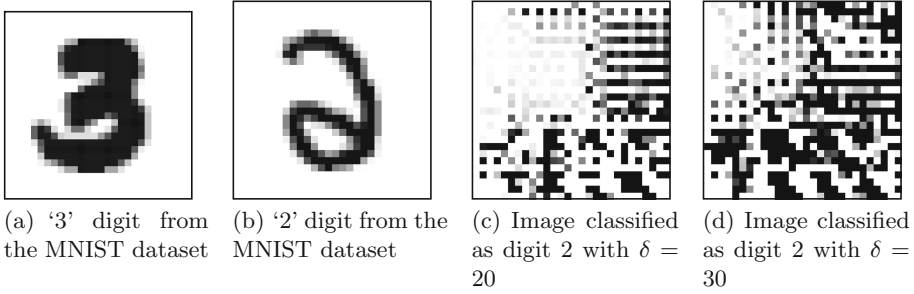 (a) ‘3’ digit from
the MNIST dataset
(b) ‘2’ digit from the
MNIST dataset
(c) Image classified
as digit 2 with δ =
20
(d) Image classified
as digit 2 with δ =
30